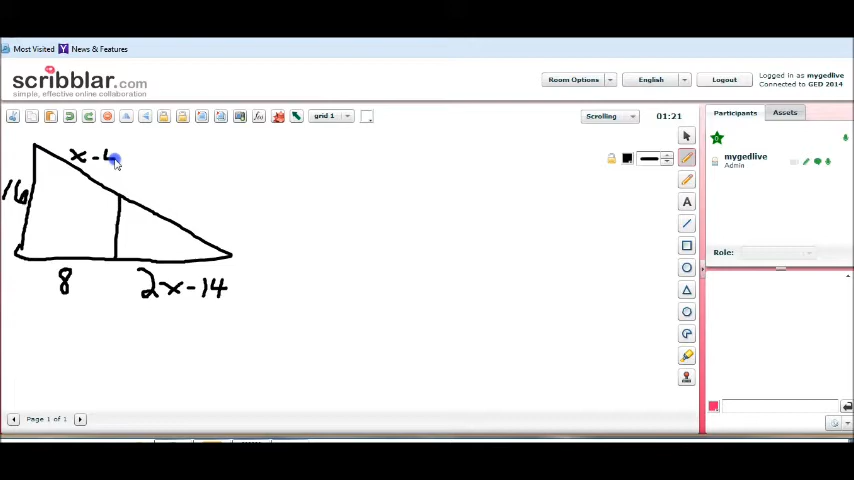 Most Visited News & Features
scribblar.com
simple, effective online collaboration
Room Options English Logout Logged in as mygedlive
Connected to GED 2014
grid 1 Scrolling 01:21 Participants Assets
mygedlive
Admin
Role:
x-4
16
8 2x-14
A
Page 1 of 1